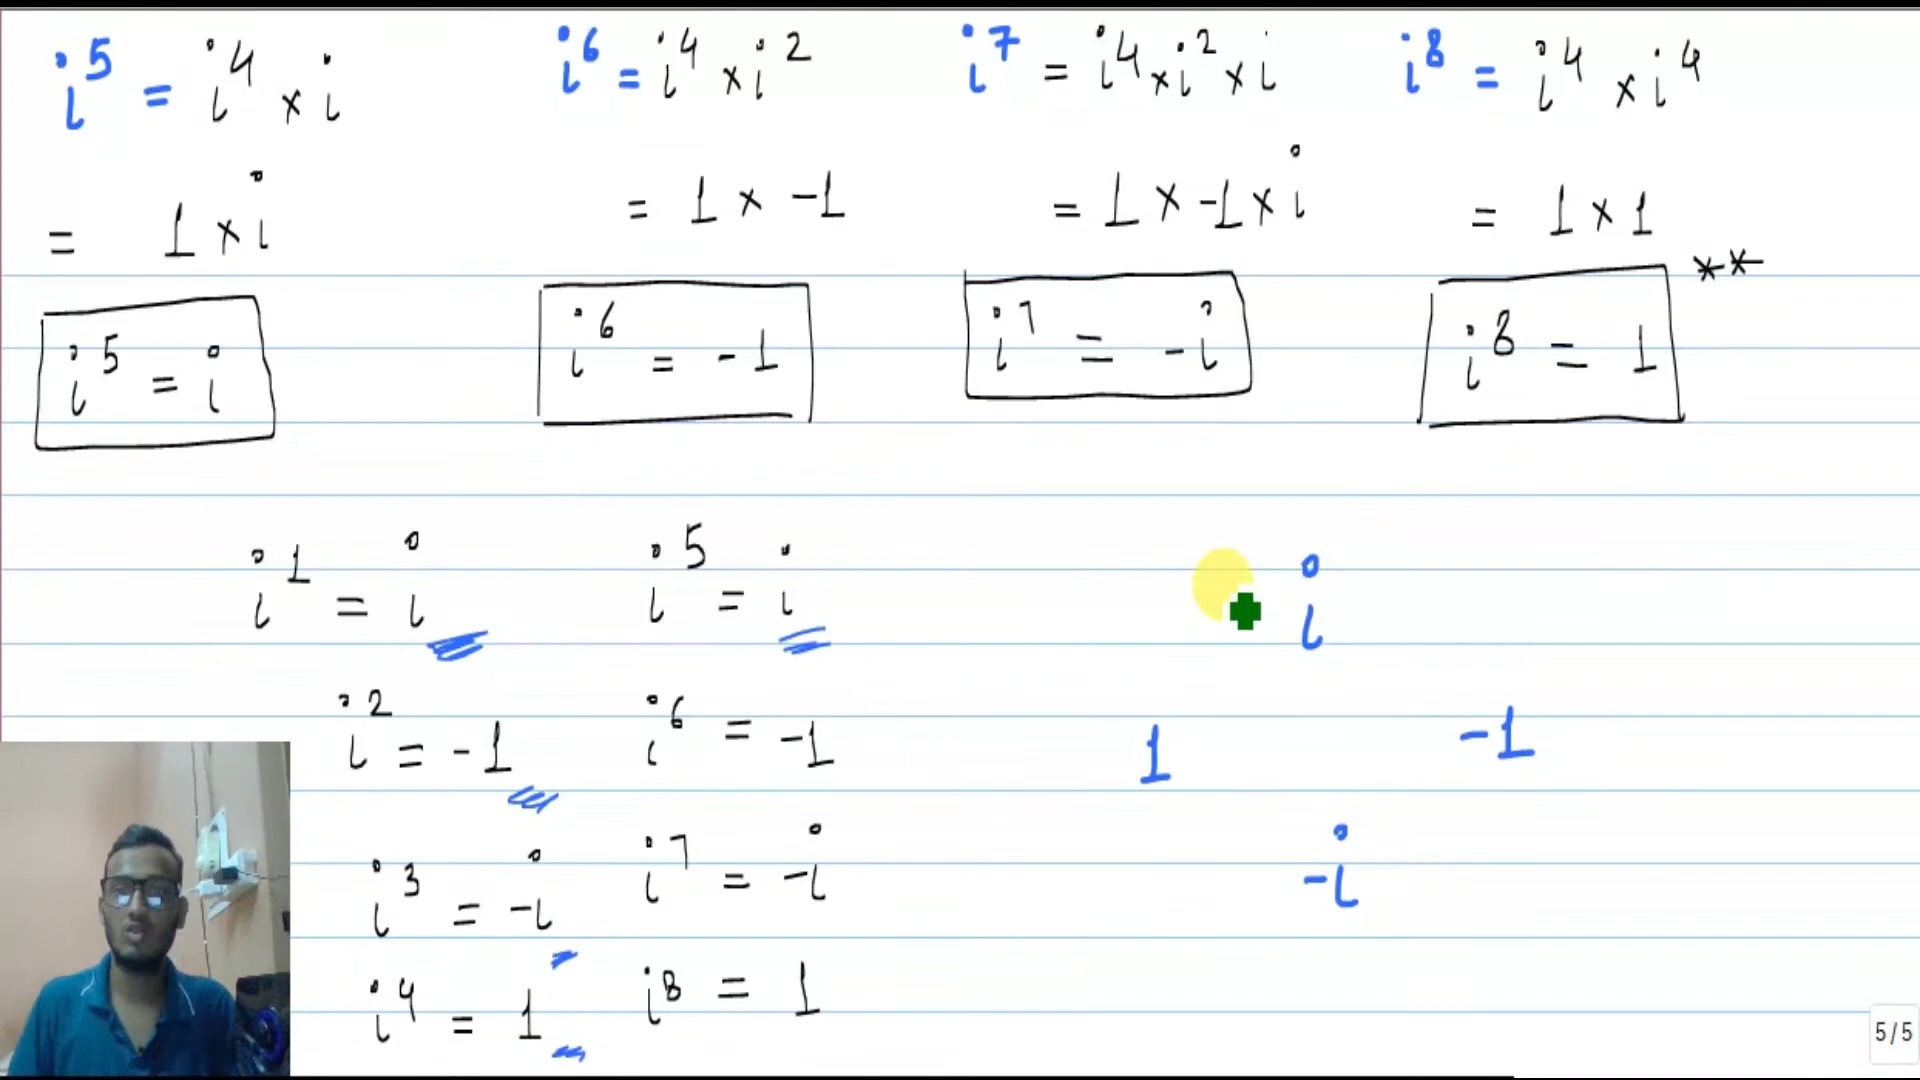 i⁵ = i⁴ × i
i⁶ = i⁴ × i²
i⁷ = i⁴ × i² × i
i⁸ = i⁴ × i⁴
= 1 × i
= 1 × -1
= 1 × -1 × i
= 1 × 1
**
i⁵ = i
i⁶ = -1
i⁷ = -i
i⁸ = 1
i¹ = i
i⁵ = i
i² = -1
i⁶ = -1
i³ = -i
i⁷ = -i
i⁴ = 1
i⁸ = 1
i
1
-1
-i
5/5